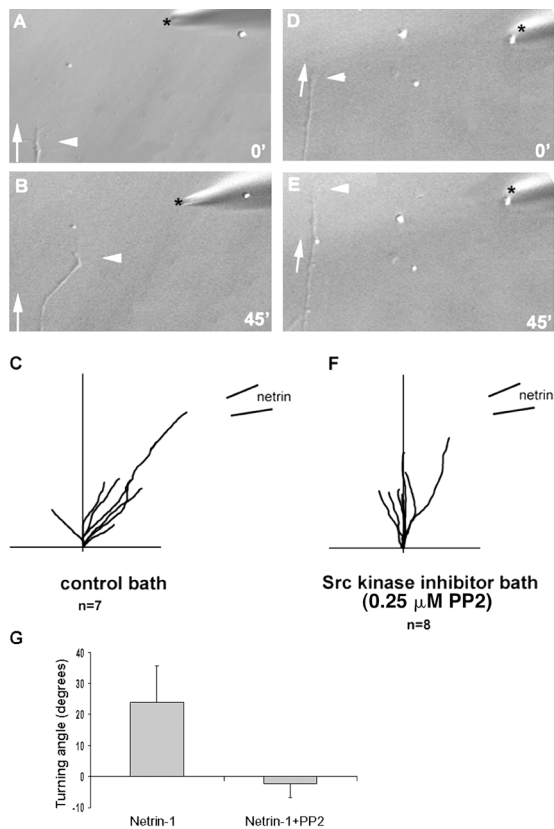 A
*
0'
B
*
45'
D
*
0'
E
*
45'
C
netrin
control bath
n=7
F
netrin
Src kinase inhibitor bath
(0.25 μM PP2)
n=8
G
Turning angle (degrees)
40
30
20
10
0
-10
Netrin-1
Netrin-1+PP2